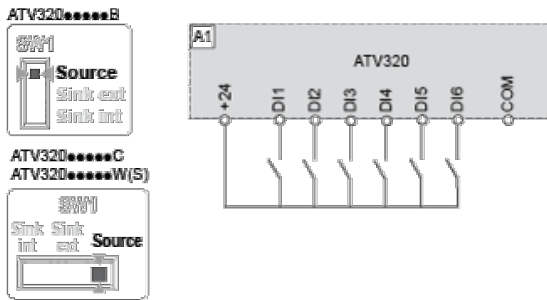 ATV320●●●●●B
SW1
Source
Sink ext
Sink int
ATV320●●●●●C
ATV320●●●●●W(S)
SW1
Sink int
Sink ext
Source
A1
ATV320
+24
DI1
DI2
DI3
DI4
DI5
DI6
COM